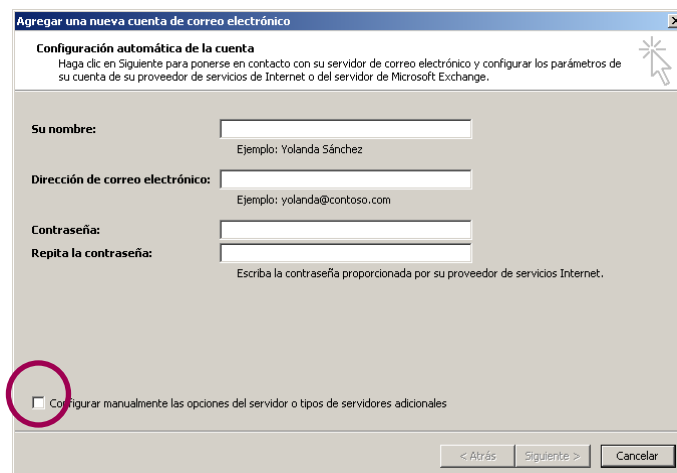 Agregar una nueva cuenta de correo electrónico
Configuración automática de la cuenta
Haga clic en Siguiente para ponerse en contacto con su servidor de correo electrónico y configurar los parámetros de
su cuenta de su proveedor de servicios de Internet o del servidor de Microsoft Exchange.
Su nombre:
Ejemplo: Yolanda Sánchez
Dirección de correo electrónico:
Ejemplo: yolanda@contoso.com
Contraseña:
Repita la contraseña:
Escriba la contraseña proporcionada por su proveedor de servicios Internet.
Configurar manualmente las opciones del servidor o tipos de servidores adicionales
< Atrás Siguiente > Cancelar